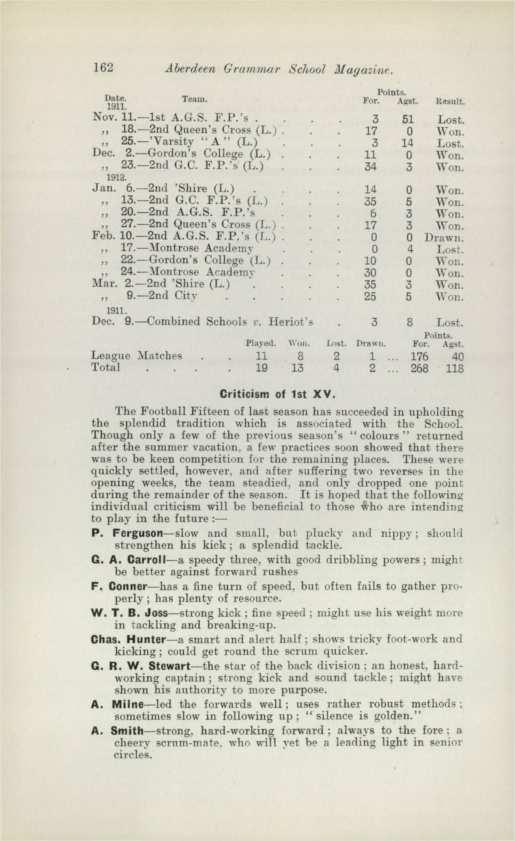 162 Aberdeen Grammar School Magazine.
Points.
Date. Team. For. Agst. Result.
1911.
Nov. 11.—1st A.G.S. F.P.'s . . . . 3 51 Lost.
,, 18.—2nd Queen's Cross (L.) . . . 17 0 Won.
,, 25.—'Varsity "A" (L.) . . . 3 14 Lost.
Dec. 2.—Gordon's College (L.) . . . 11 0 Won.
,, 23.—2nd G.C. F.P.'s (L.) . . . 34 3 Won.
1912.
Jan. 6.—2nd 'Shire (L.) . . . . 14 0 Won.
,, 13.—2nd G.C. F.P.'s (L.) . . . 35 5 Won.
,, 20.—2nd A.G.S. F.P.'s . . . 6 3 Won.
,, 27.—2nd Queen's Cross (L.) . . . 17 3 Won.
Feb. 10.—2nd A.G.S. F.P.'s (L.) . . . 0 0 Drawn.
,, 17.—Montrose Academy . . . 0 4 Lost.
,, 22.—Gordon's College (L.) . . . 10 0 Won.
,, 24.—Montrose Academy . . . 30 0 Won.
Mar. 2.—2nd 'Shire (L.) . . . . 35 3 Won.
,, 9.—2nd City . . . . . 25 5 Won.
1911.
Dec. 9.—Combined Schools v. Heriot's . 3 8 Lost.
Points.
Played. Won. Lost. Drawn. For. Agst.
League Matches . . 11 8 2 1 ... 176 40
Total . . . . . 19 13 4 2 ... 268 118
Criticism of 1st XV.
The Football Fifteen of last season has succeeded in upholding
the splendid tradition which is associated with the School.
Though only a few of the previous season's "colours" returned
after the summer vacation, a few practices soon showed that there
was to be keen competition for the remaining places. These were
quickly settled, however, and after suffering two reverses in the
opening weeks, the team steadied, and only dropped one point
during the remainder of the season. It is hoped that the following
individual criticism will be beneficial to those who are intending
to play in the future :—
P. Ferguson—slow and small, but plucky and nippy; should
strengthen his kick; a splendid tackle.
G. A. Carroll—a speedy three, with good dribbling powers; might
be better against forward rushes
F. Conner—has a fine turn of speed, but often fails to gather pro-
perly; has plenty of resource.
W. T. B. Joss—strong kick; fine speed; might use his weight more
in tackling and breaking-up.
Chas. Hunter—a smart and alert half; shows tricky foot-work and
kicking; could get round the scrum quicker.
G. R. W. Stewart—the star of the back division; an honest, hard-
working captain; strong kick and sound tackle; might have
shown his authority to more purpose.
A. Milne—led the forwards well; uses rather robust methods;
sometimes slow in following up; "silence is golden."
A. Smith—strong, hard-working forward; always to the fore; a
cheery scrum-mate, who will yet be a leading light in senior
circles.